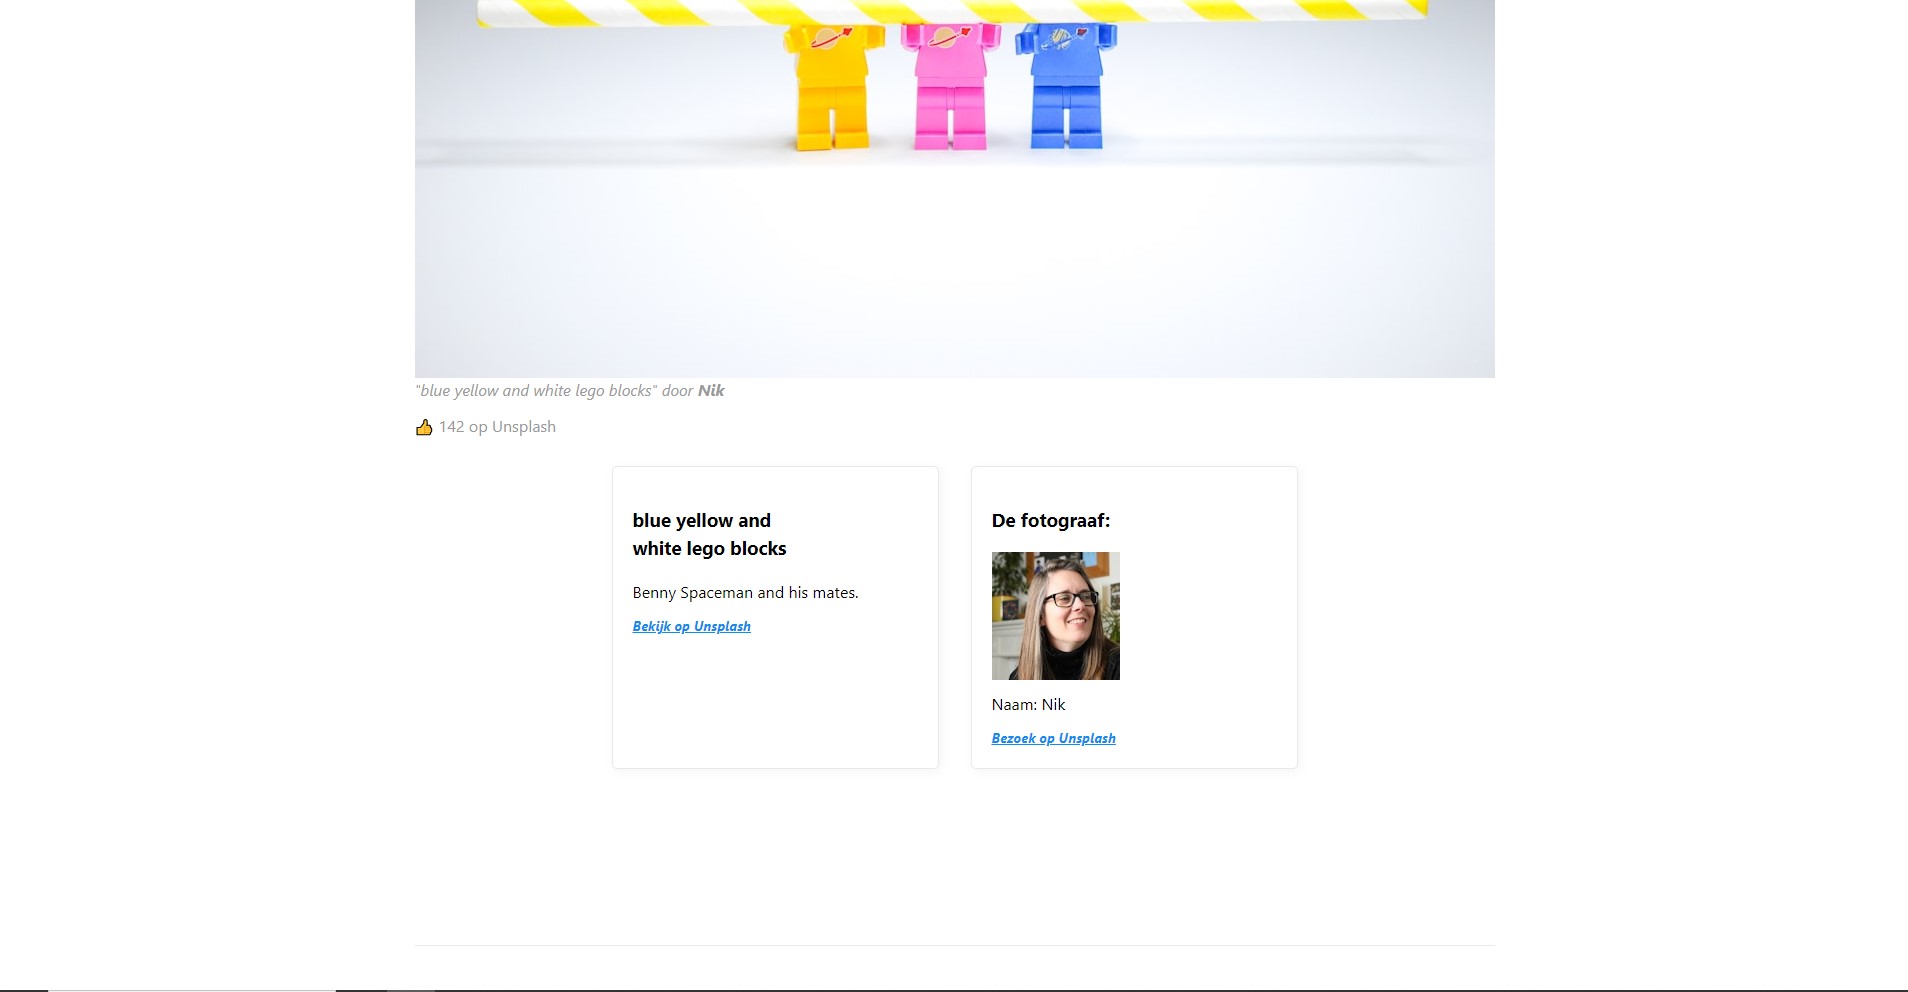 "blue yellow and white lego blocks" door Nik
👍 142 op Unsplash
blue yellow and
white lego blocks
Benny Spaceman and his mates.
Bekijk op Unsplash
De fotograaf:
Naam: Nik
Bezoek op Unsplash